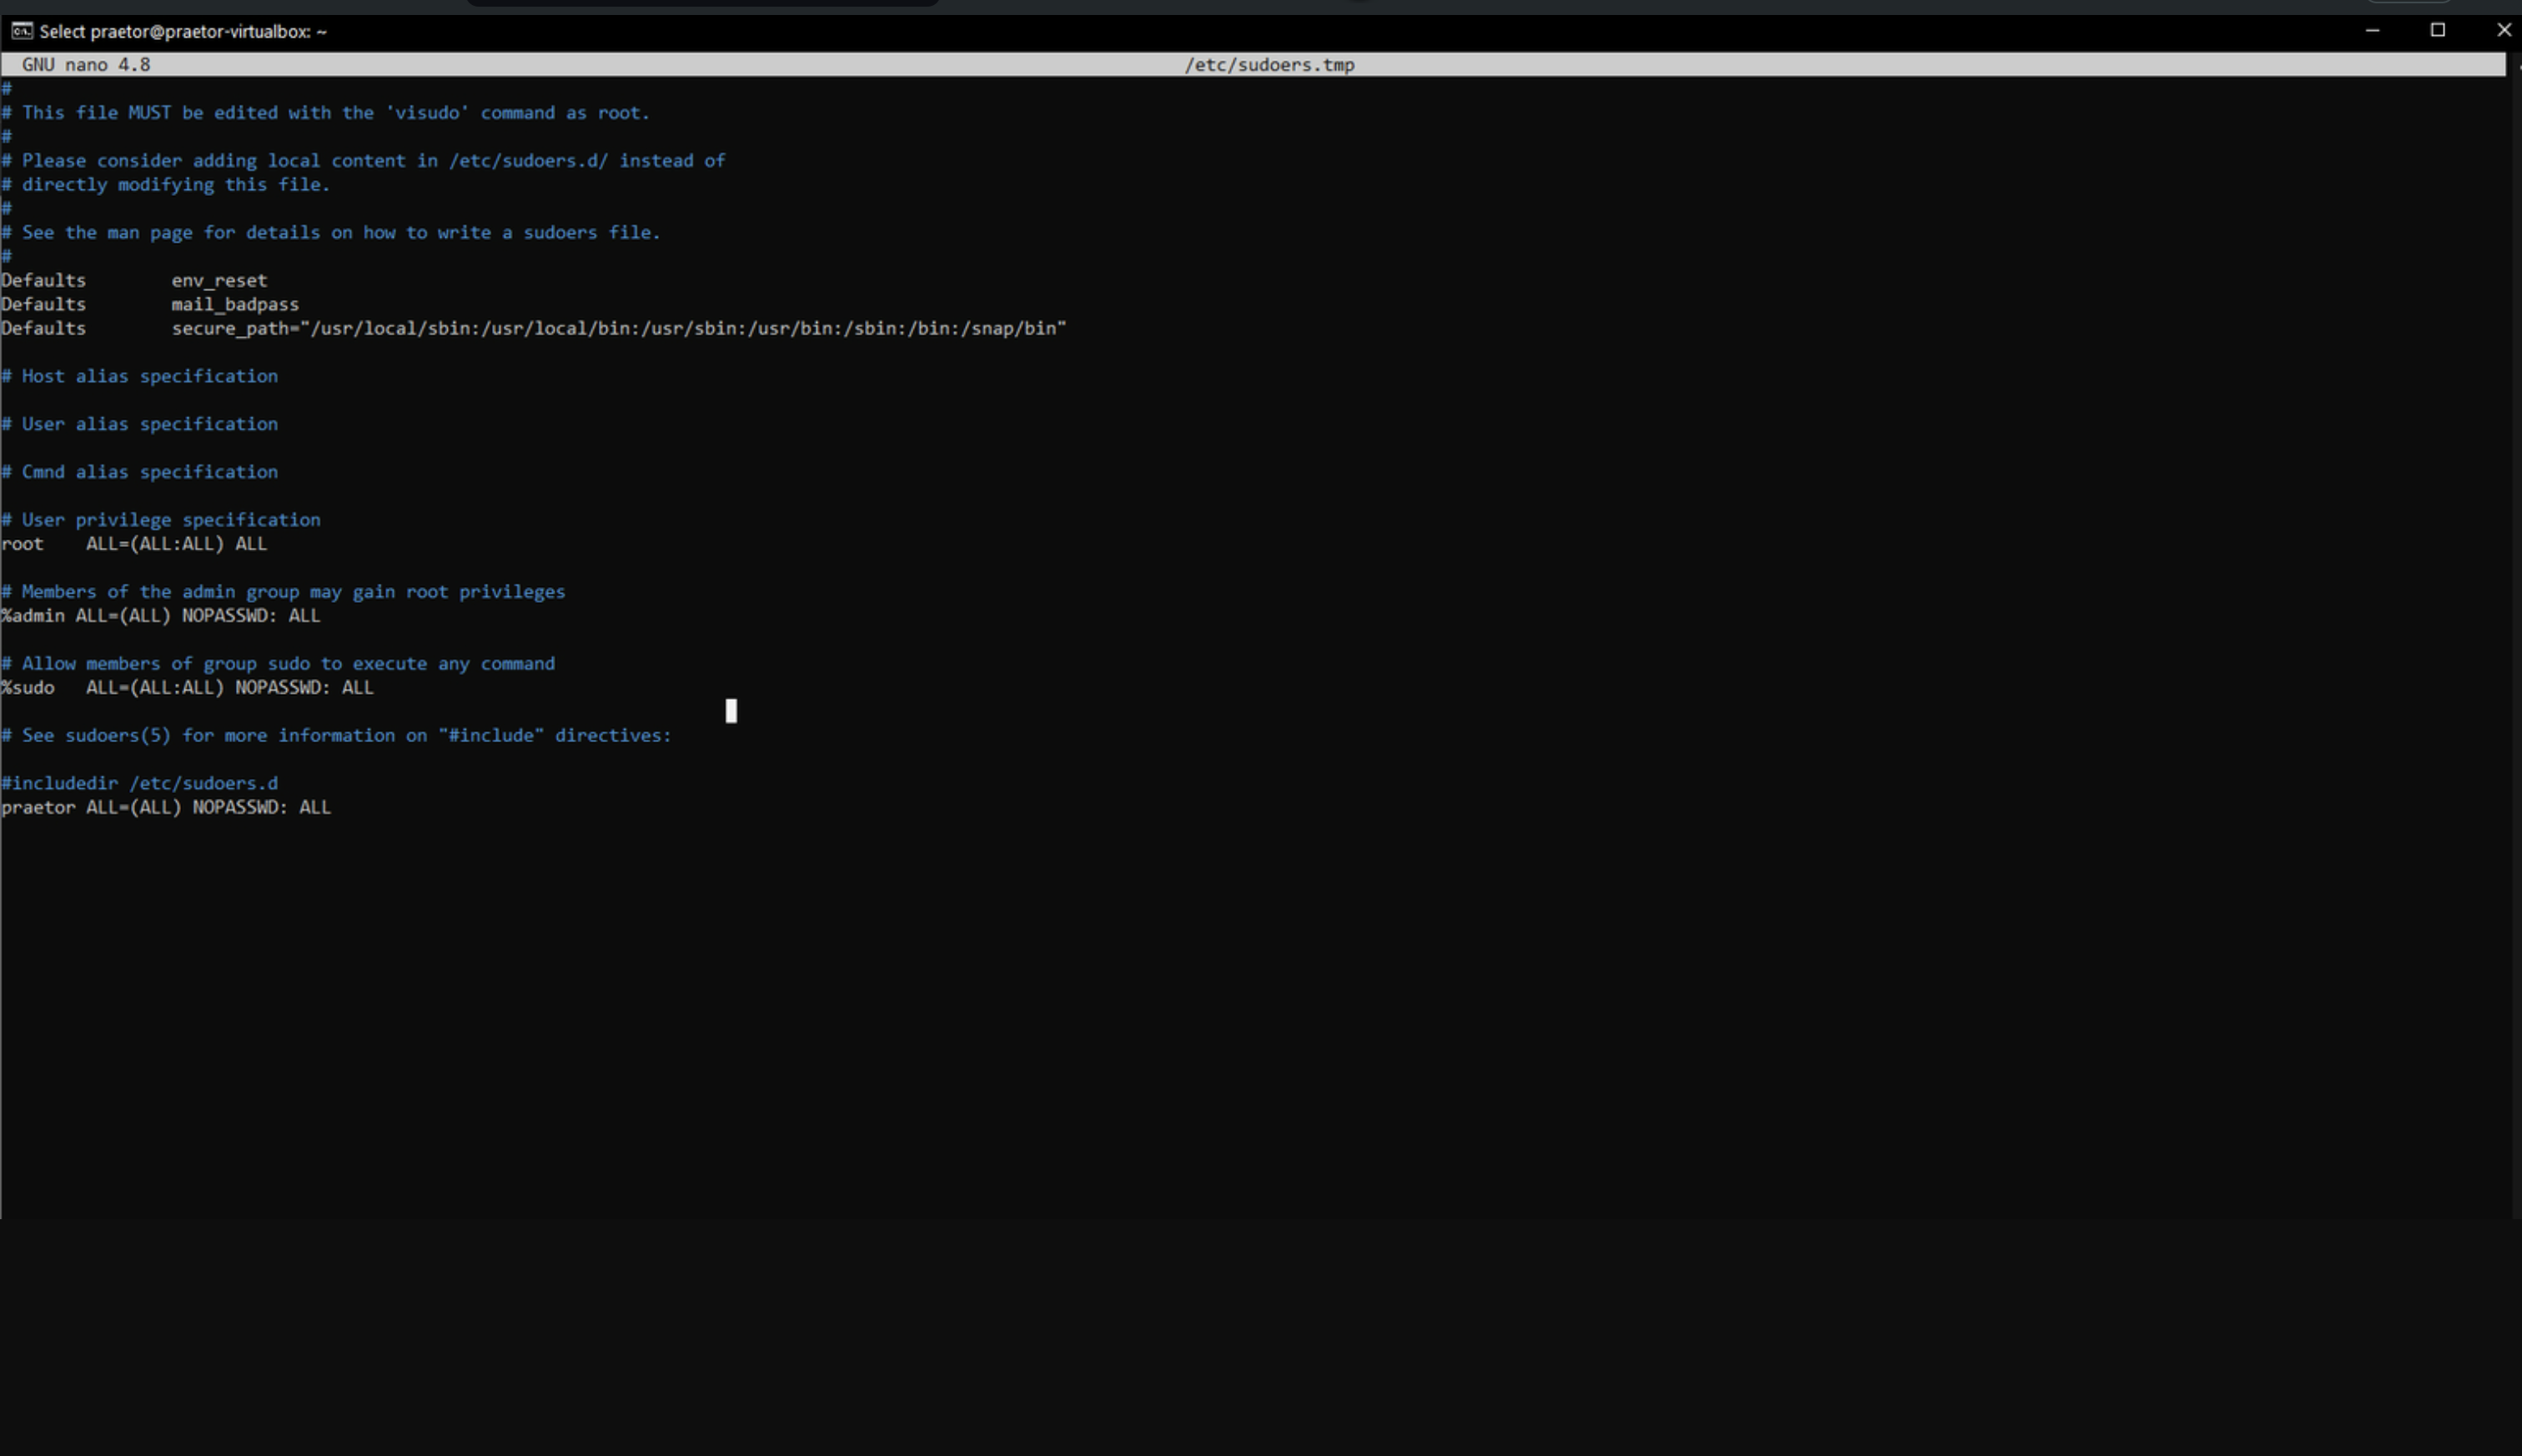 Select praetor@praetor-virtualbox: ~
GNU nano 4.8 /etc/sudoers.tmp
#
# This file MUST be edited with the 'visudo' command as root.
#
# Please consider adding local content in /etc/sudoers.d/ instead of
# directly modifying this file.
#
# See the man page for details on how to write a sudoers file.
#
Defaults        env_reset
Defaults        mail_badpass
Defaults        secure_path="/usr/local/sbin:/usr/local/bin:/usr/sbin:/usr/bin:/sbin:/bin:/snap/bin"
# Host alias specification
# User alias specification
# Cmnd alias specification
# User privilege specification
root    ALL=(ALL:ALL) ALL
# Members of the admin group may gain root privileges
%admin ALL=(ALL) NOPASSWD: ALL
# Allow members of group sudo to execute any command
%sudo   ALL=(ALL:ALL) NOPASSWD: ALL
# See sudoers(5) for more information on "#include" directives:
#includedir /etc/sudoers.d
praetor ALL=(ALL) NOPASSWD: ALL